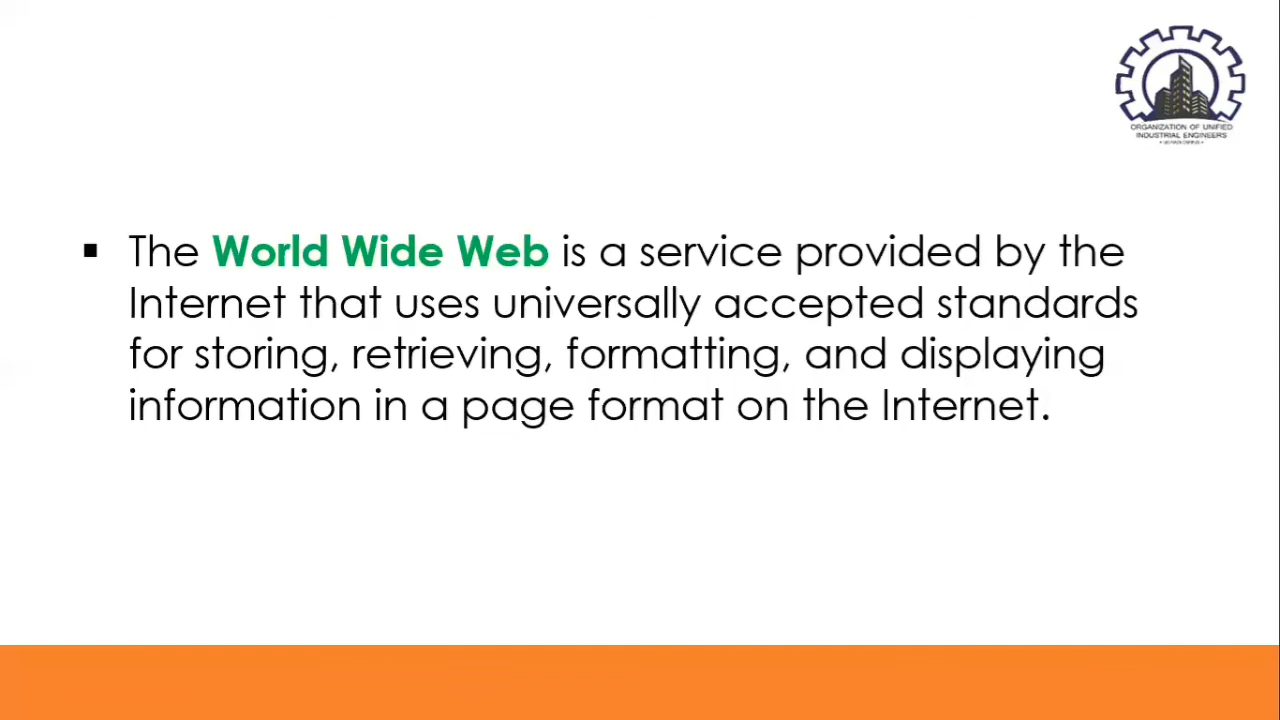 ORGANIZATION OF UNIFIED
INDUSTRIAL ENGINEERS
▪ The World Wide Web is a service provided by the
Internet that uses universally accepted standards
for storing, retrieving, formatting, and displaying
information in a page format on the Internet.